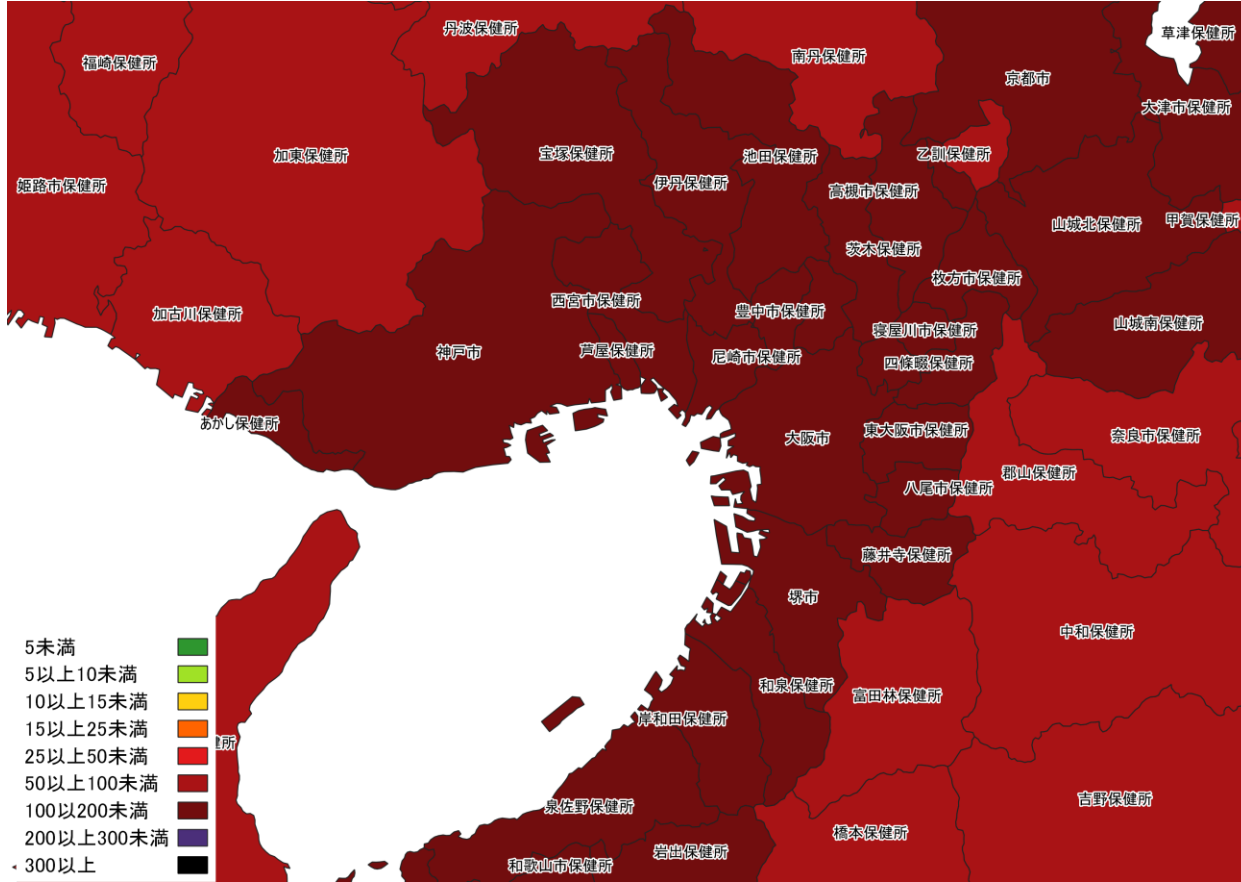 丹波保健所
草津保健所
福崎保健所
南丹保健所
京都市
大津市保健所
加東保健所
宝塚保健所
池田保健所
乙訓保健所
姫路市保健所
伊丹保健所
高槻市保健所
山城北保健所
甲賀保健所
茨木保健所
枚方市保健所
加古川保健所
西宮市保健所
豊中市保健所
寝屋川市保健所
山城南保健所
神戸市
芦屋保健所
尼崎市保健所
四條畷保健所
あかし保健所
大阪市
東大阪市保健所
奈良市保健所
郡山保健所
八尾市保健所
藤井寺保健所
堺市
中和保健所
和泉保健所
富田林保健所
岸和田保健所
泉佐野保健所
吉野保健所
橋本保健所
岩出保健所
和歌山市保健所
健所
5未満
5以上10未満
10以上15未満
15以上25未満
25以上50未満
50以上100未満
100以200未満
200以上300未満
300以上